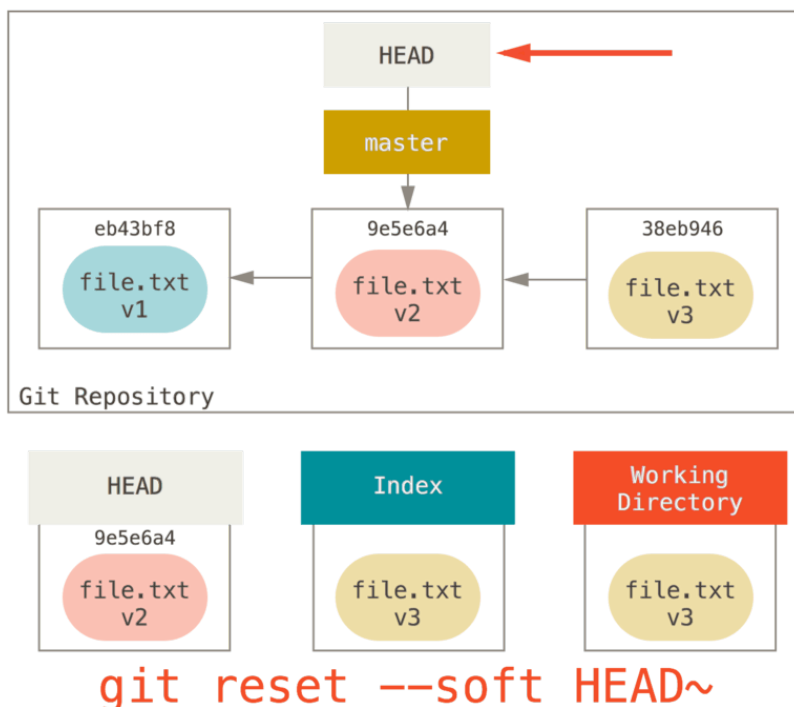 HEAD
master
eb43bf8
file.txt
v1
9e5e6a4
file.txt
v2
38eb946
file.txt
v3
Git Repository
HEAD
9e5e6a4
file.txt
v2
Index
file.txt
v3
Working
Directory
file.txt
v3
git reset --soft HEAD~